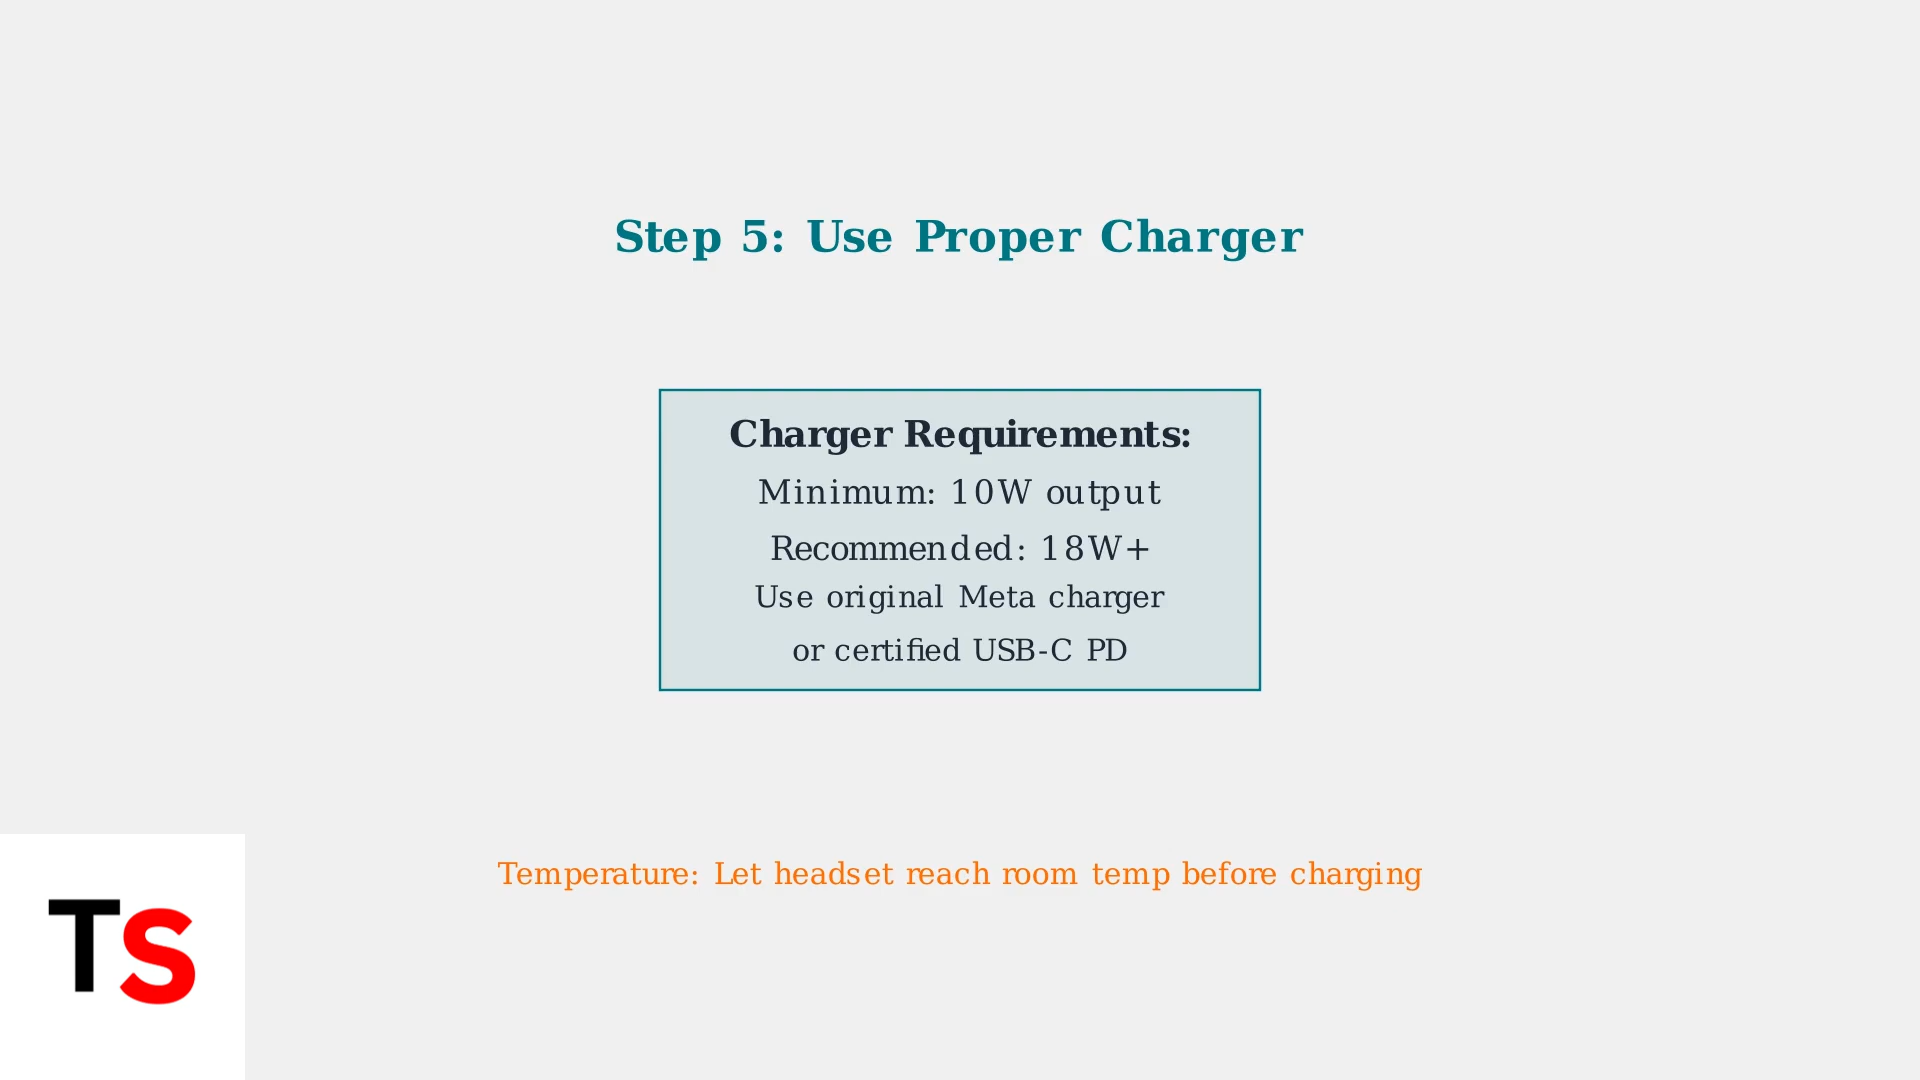 Step 5: Use Proper Charger
Charger Requirements:
Minimum: 10W output
Recommended: 18W+
Use original Meta charger
or certified USB-C PD
Temperature: Let headset reach room temp before charging
TS